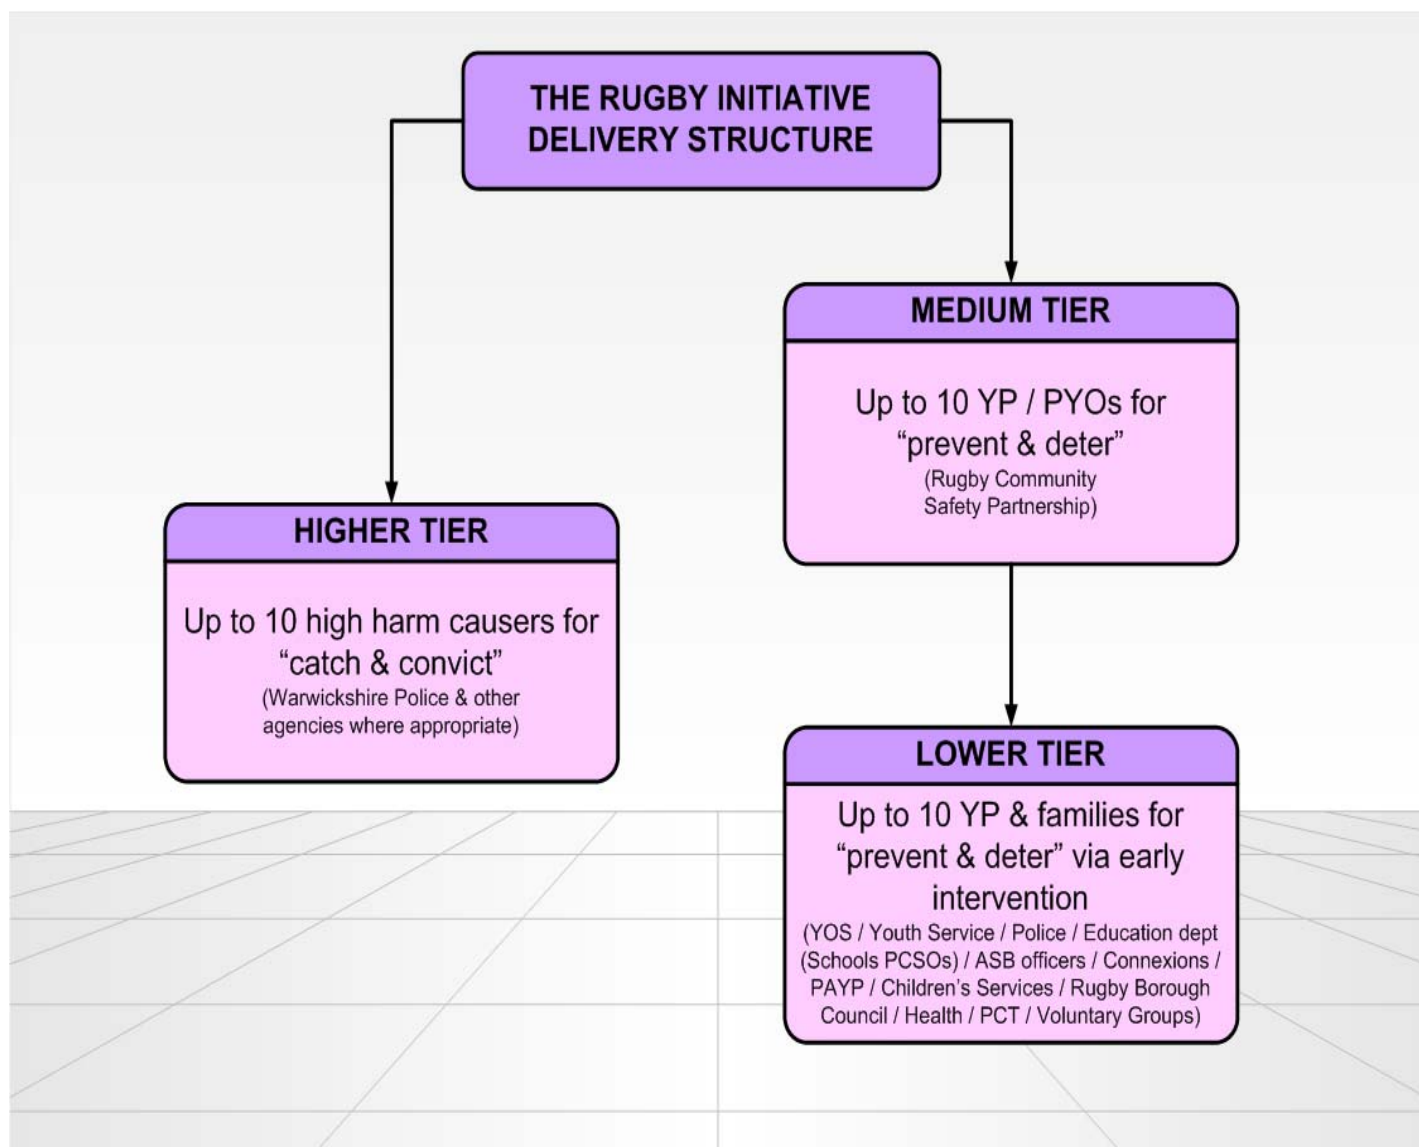 THE RUGBY INITIATIVE
DELIVERY STRUCTURE
MEDIUM TIER
Up to 10 YP / PYOs for
“prevent & deter”
(Rugby Community
Safety Partnership)
HIGHER TIER
Up to 10 high harm causers for
“catch & convict”
(Warwickshire Police & other
agencies where appropriate)
LOWER TIER
Up to 10 YP & families for
“prevent & deter” via early
intervention
(YOS / Youth Service / Police / Education dept
(Schools PCSOs) / ASB officers / Connexions /
PAYP / Children’s Services / Rugby Borough
Council / Health / PCT / Voluntary Groups)